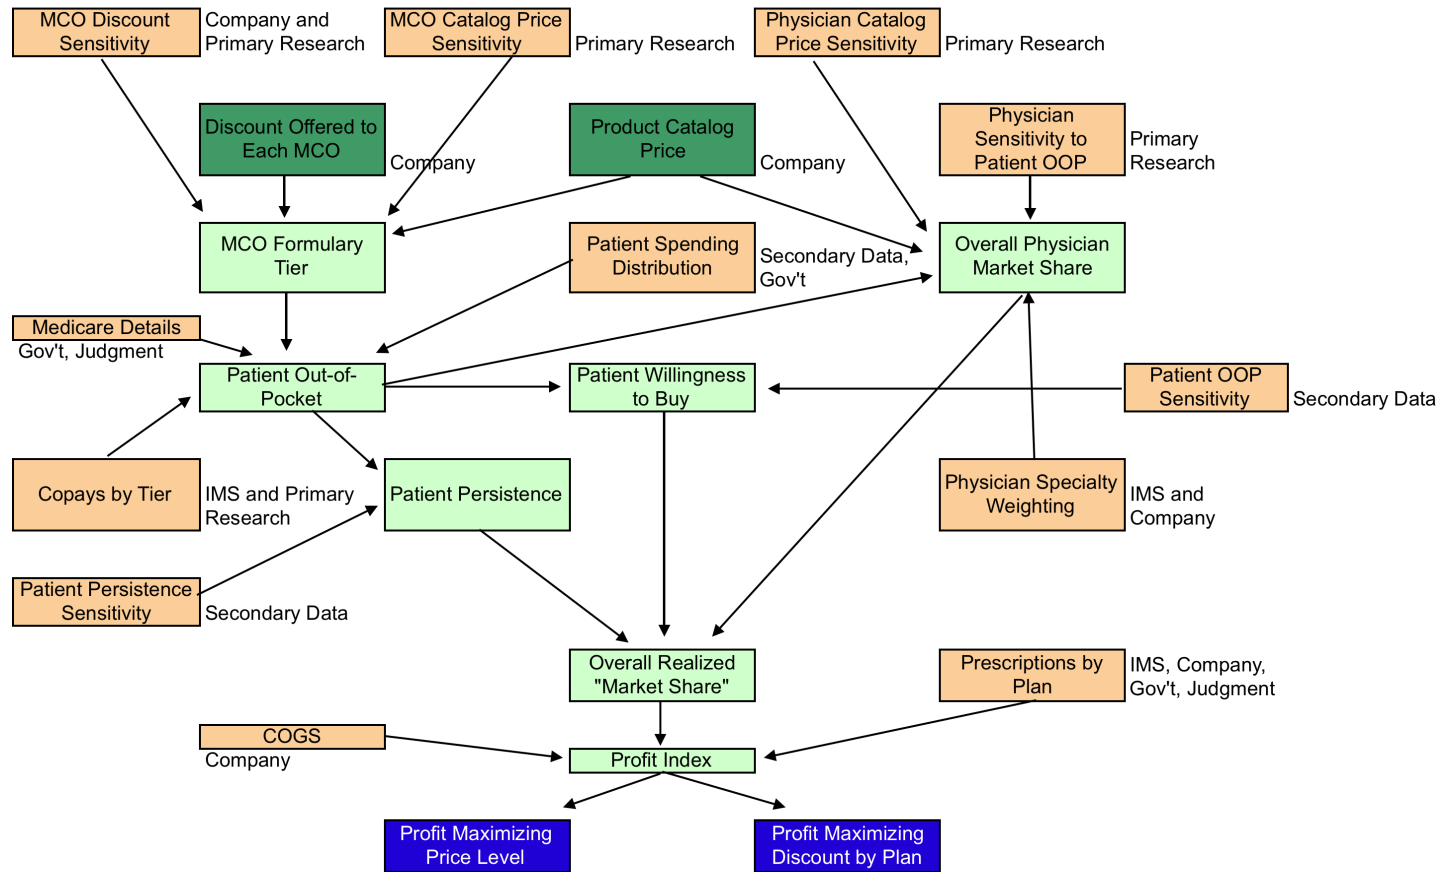 MCO Discount
Sensitivity
Company and
Primary Research
MCO Catalog Price
Sensitivity
Primary Research
Physician Catalog
Price Sensitivity
Primary Research
Discount Offered to
Each MCO
Company
Product Catalog
Price
Company
Physician
Sensitivity to
Patient OOP
Primary
Research
MCO Formulary
Tier
Patient Spending
Distribution
Secondary Data,
Gov't
Overall Physician
Market Share
Medicare Details
Gov't, Judgment
Patient Out-of-
Pocket
Patient Willingness
to Buy
Patient OOP
Sensitivity
Secondary Data
Copays by Tier
IMS and Primary
Research
Patient Persistence
Physician Specialty
Weighting
IMS and
Company
Patient Persistence
Sensitivity
Secondary Data
Overall Realized
"Market Share"
Prescriptions by
Plan
IMS, Company,
Gov't, Judgment
COGS
Company
Profit Index
Profit Maximizing
Price Level
Profit Maximizing
Discount by Plan